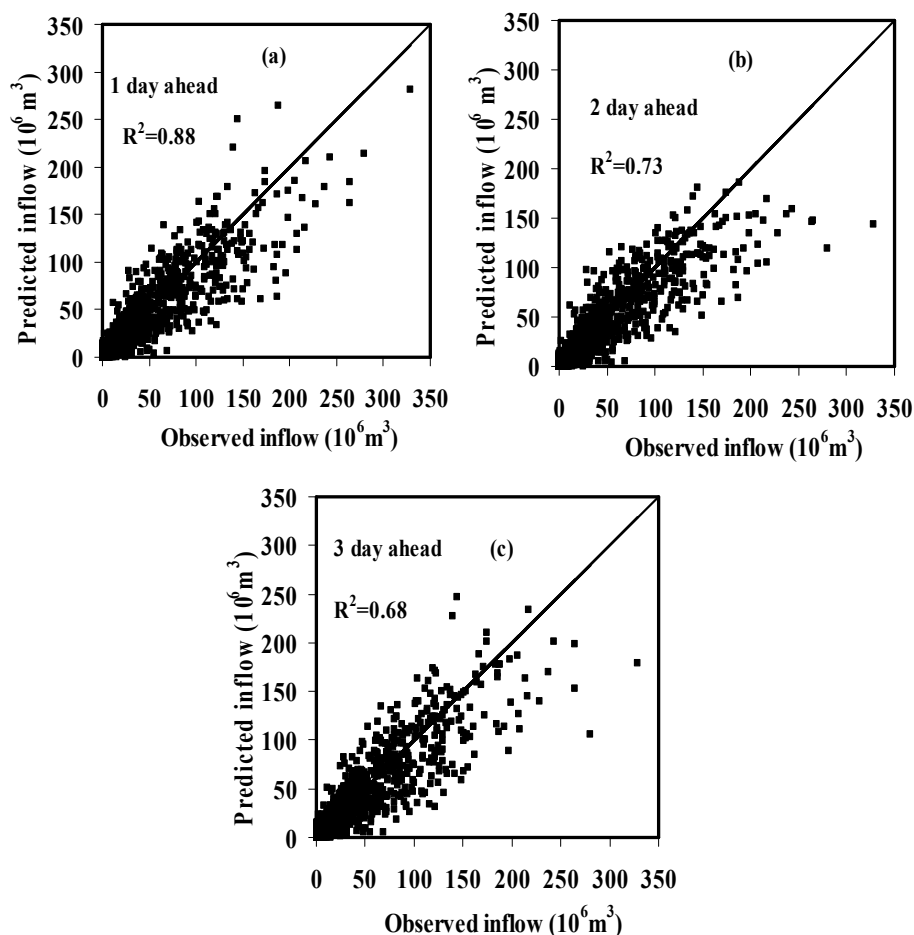 (a)
1 day ahead
R²=0.88
Predicted inflow (10⁶ m³)
350
300
250
200
150
100
50
0
0 50 100 150 200 250 300 350
Observed inflow (10⁶m³)
(b)
2 day ahead
R²=0.73
Predicted inflow (10⁶ m³)
350
300
250
200
150
100
50
0
0 50 100 150 200 250 300 350
Observed inflow (10⁶m³)
3 day ahead (c)
R²=0.68
Predicted inflow (10⁶ m³)
350
300
250
200
150
100
50
0
0 50 100 150 200 250 300 350
Observed inflow (10⁶m³)